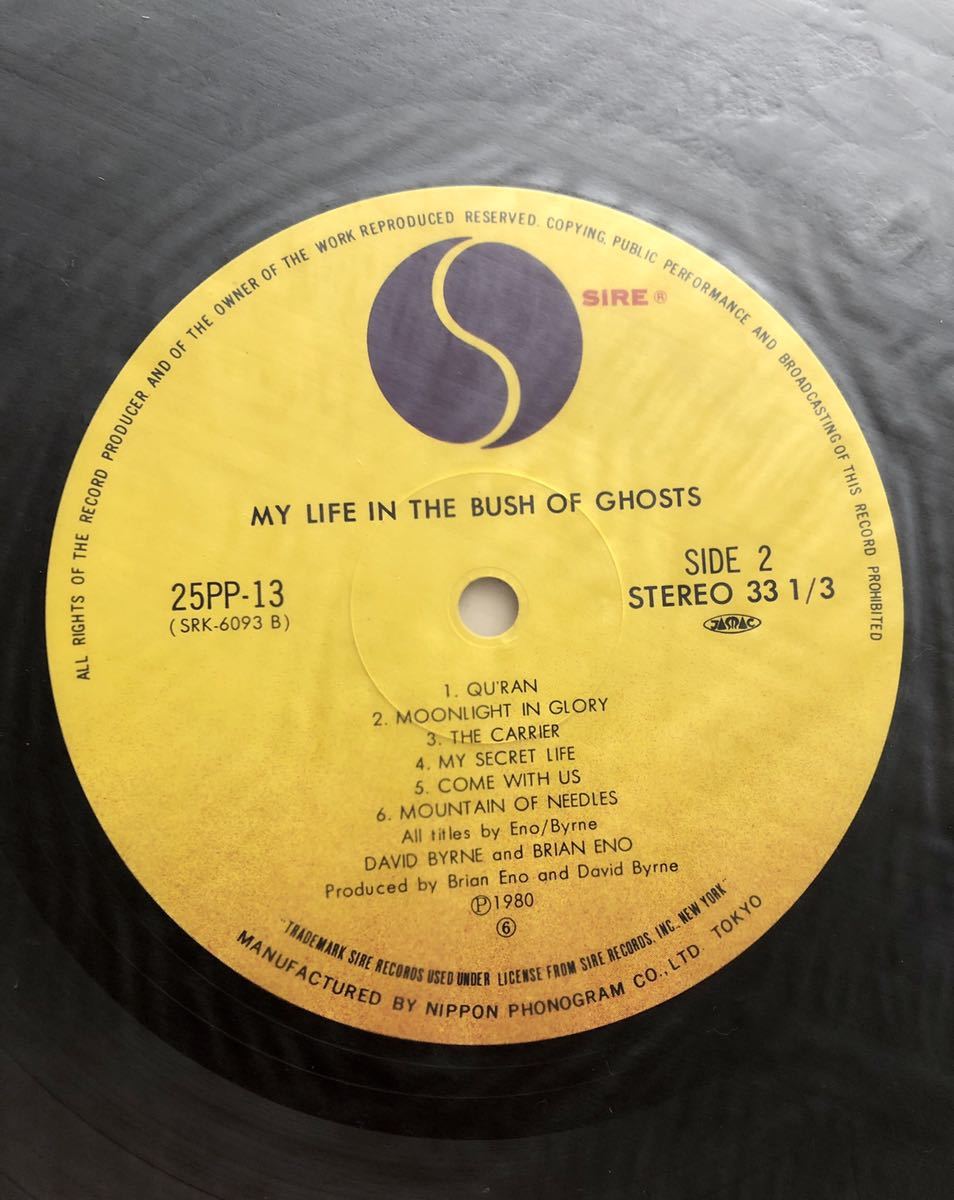 ALL RIGHTS OF THE RECORD PRODUCER AND OF THE OWNER OF THE WORK REPRODUCED RESERVED. COPYING, PUBLIC PERFORMANCE AND BROADCASTING OF THIS RECORD PROHIBITED
SIRE ®
MY LIFE IN THE BUSH OF GHOSTS
25PP-13
(SRK-6093 B)
SIDE 2
STEREO 33 1/3
JASRAC
1. QU'RAN
2. MOONLIGHT IN GLORY
3. THE CARRIER
4. MY SECRET LIFE
5. COME WITH US
6. MOUNTAIN OF NEEDLES
All titles by Eno/Byrne
DAVID BYRNE and BRIAN ENO
Produced by Brian Eno and David Byrne
Ⓟ1980
⑥
"TRADEMARK SIRE RECORDS USED UNDER LICENSE FROM SIRE RECORDS, INC., NEW YORK"
MANUFACTURED BY NIPPON PHONOGRAM CO., LTD. TOKYO